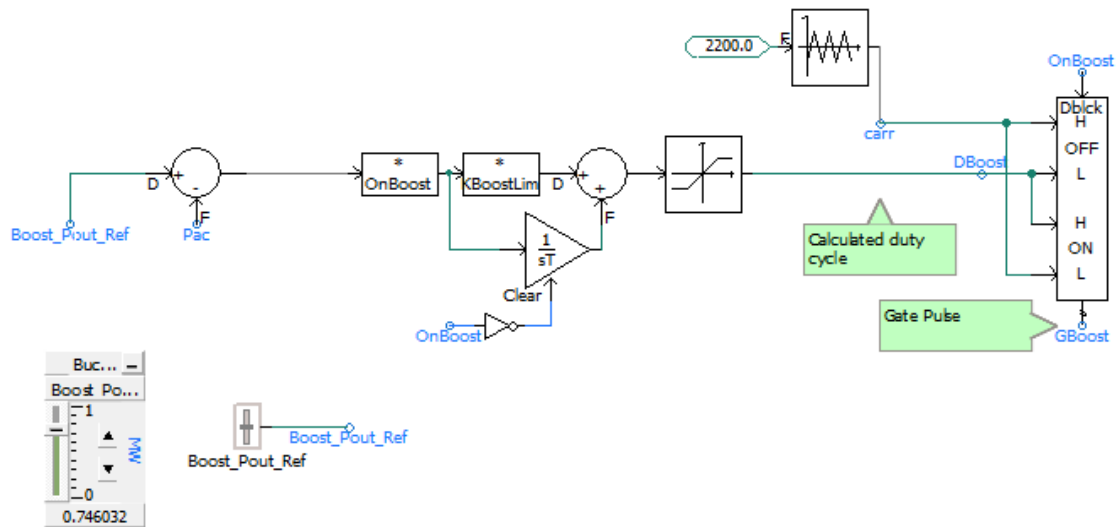 2200.0
F
carr
OnBoost
Dblck
H
OFF
L
H
ON
L
GBoost
DBoost
Calculated duty
cycle
Gate Pulse
D
+
-
F
Boost_Pout_Ref
Pac
*
OnBoost
*
KBoostLim
D
+
+
F
1
sT
Clear
OnBoost
Buc...
Boost Po...
1
0
MW
0.746032
Boost_Pout_Ref
Boost_Pout_Ref